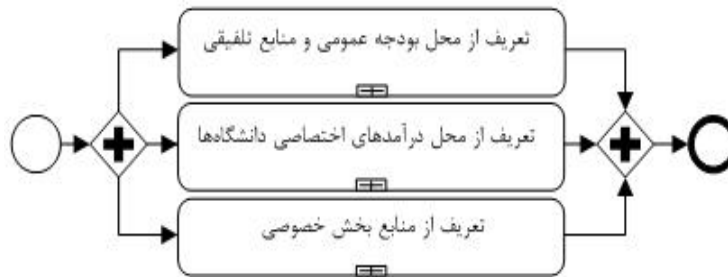 تعریف از محل بودجه عمومی و منابع تلفیقی
تعریف از محل درآمدهای اختصاصی دانشگاه‌ها
تعریف از منابع بخش خصوصی